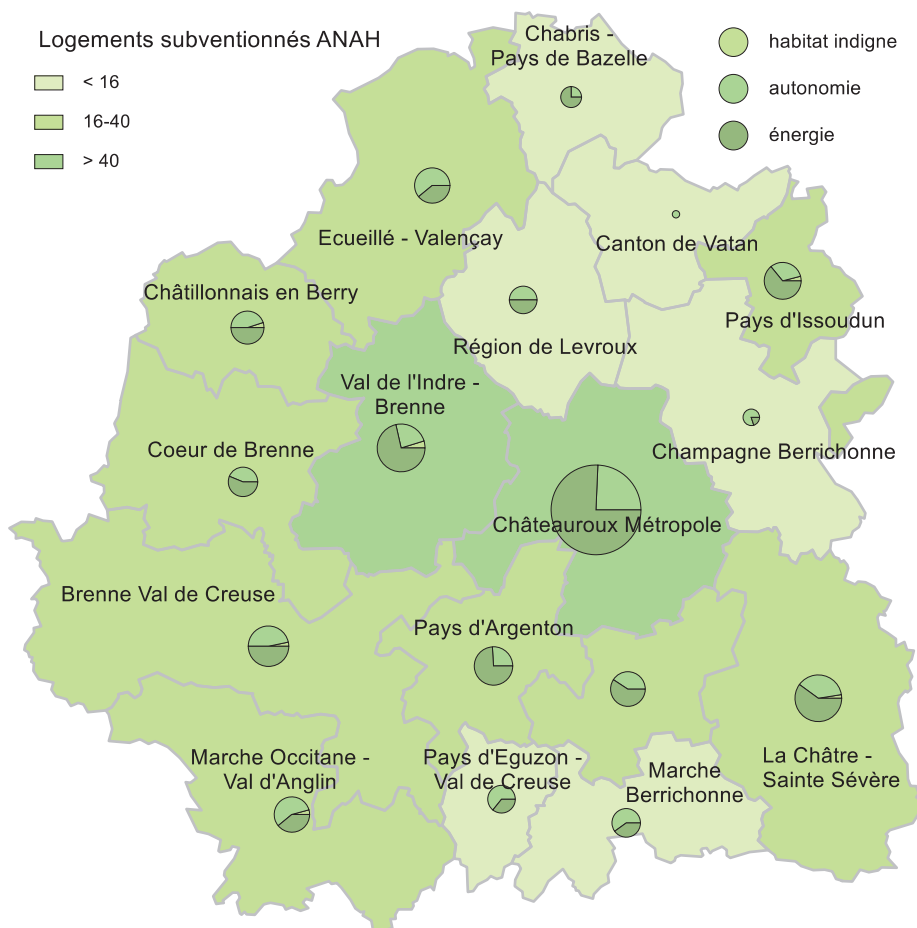 Logements subventionnés ANAH
< 16
16-40
> 40
habitat indigne
autonomie
énergie
Chabris -
Pays de Bazelle
Ecueillé - Valençay
Canton de Vatan
Châtillonnais en Berry
Pays d'Issoudun
Région de Levroux
Val de l'Indre -
Brenne
Coeur de Brenne
Champagne Berrichonne
Châteauroux Métropole
Brenne Val de Creuse
Pays d'Argenton
Marche Occitane -
Val d'Anglin
Pays d'Eguzon -
Val de Creuse
Marche
Berrichonne
La Châtre -
Sainte Sévère